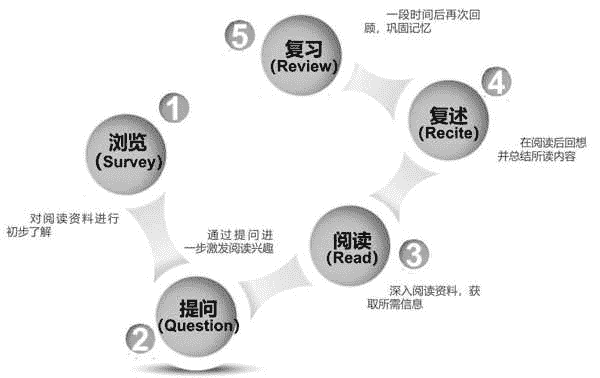 1
浏览
(Survey)
对阅读资料进行
初步了解
2
提问
(Question)
通过提问进
一步激发阅读兴趣
3
阅读
(Read)
深入阅读资料，获
取所需信息
4
复述
(Recite)
在阅读后回想
并总结所读内容
5
复习
(Review)
一段时间后再次回
顾，巩固记忆